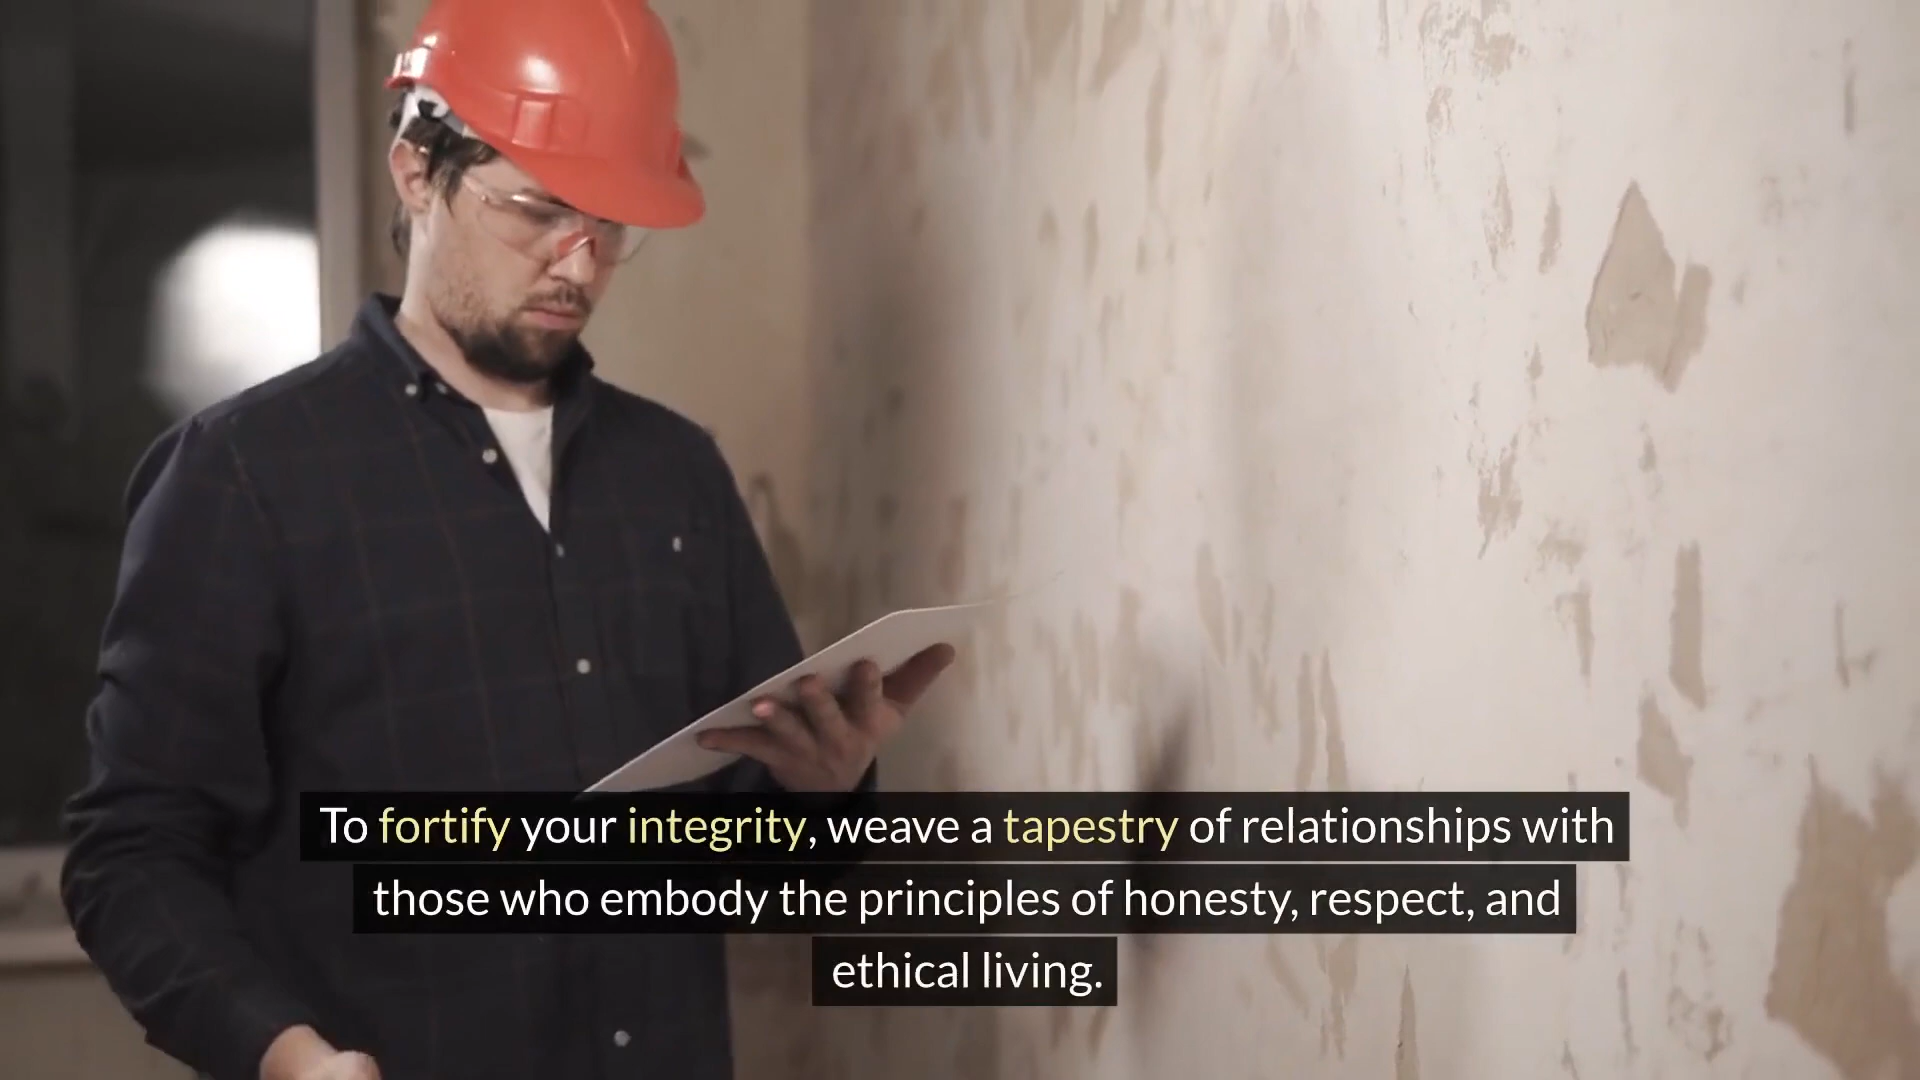 To fortify your integrity, weave a tapestry of relationships with
those who embody the principles of honesty, respect, and
ethical living.